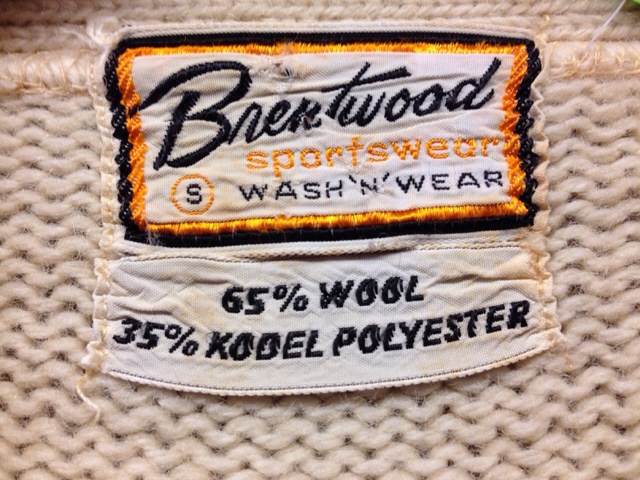 Brentwood
sportswear
S WASH 'N' WEAR
65% WOOL
35% KODEL POLYESTER